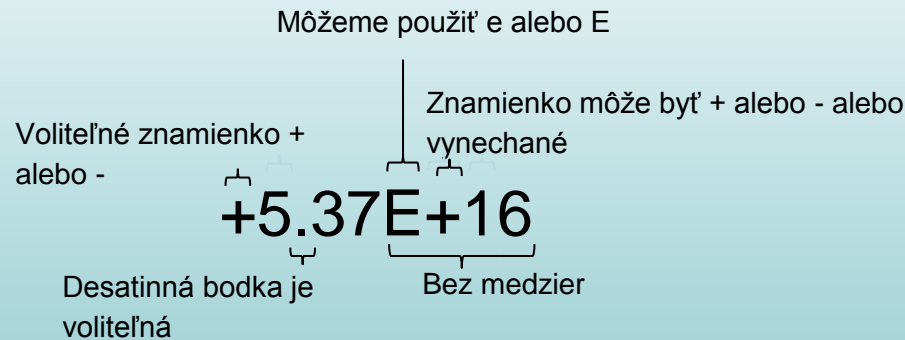 Môžeme použiť e alebo E
Znamienko môže byť + alebo - alebo
vynechané
Voliteľné znamienko +
alebo -
+5.37E+16
Desatinná bodka je
voliteľná
Bez medzier